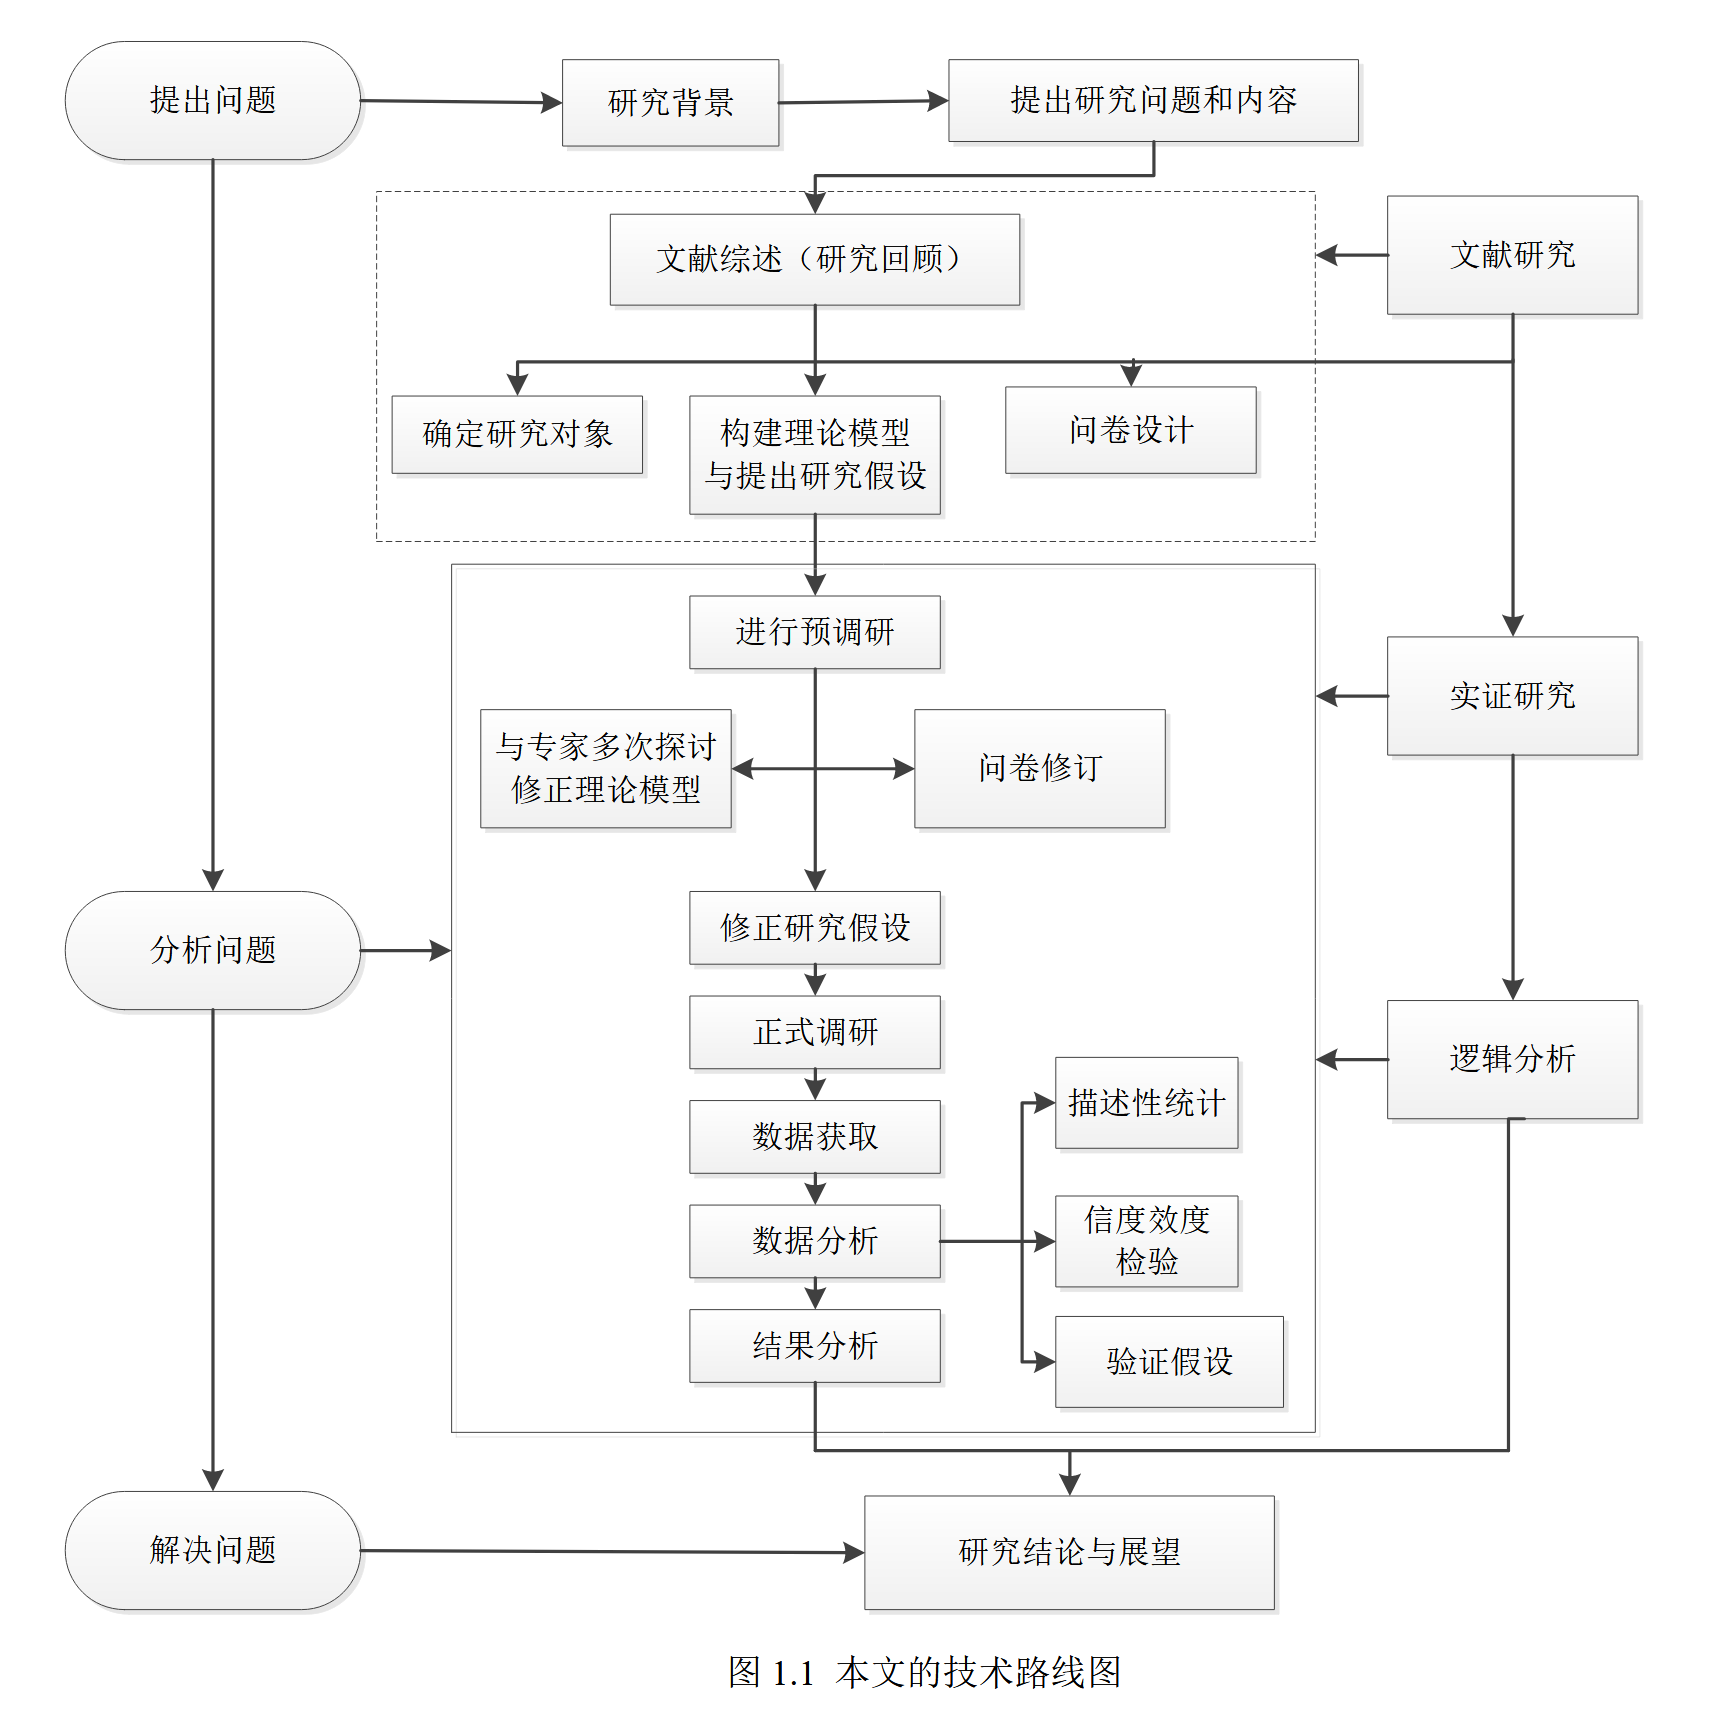 提出问题
研究背景
提出研究问题和内容
文献综述（研究回顾）
文献研究
确定研究对象
构建理论模型
与提出研究假设
问卷设计
进行预调研
实证研究
与专家多次探讨
修正理论模型
问卷修订
分析问题
修正研究假设
正式调研
逻辑分析
描述性统计
数据获取
数据分析
信度效度
检验
结果分析
验证假设
解决问题
研究结论与展望
图 1.1 本文的技术路线图